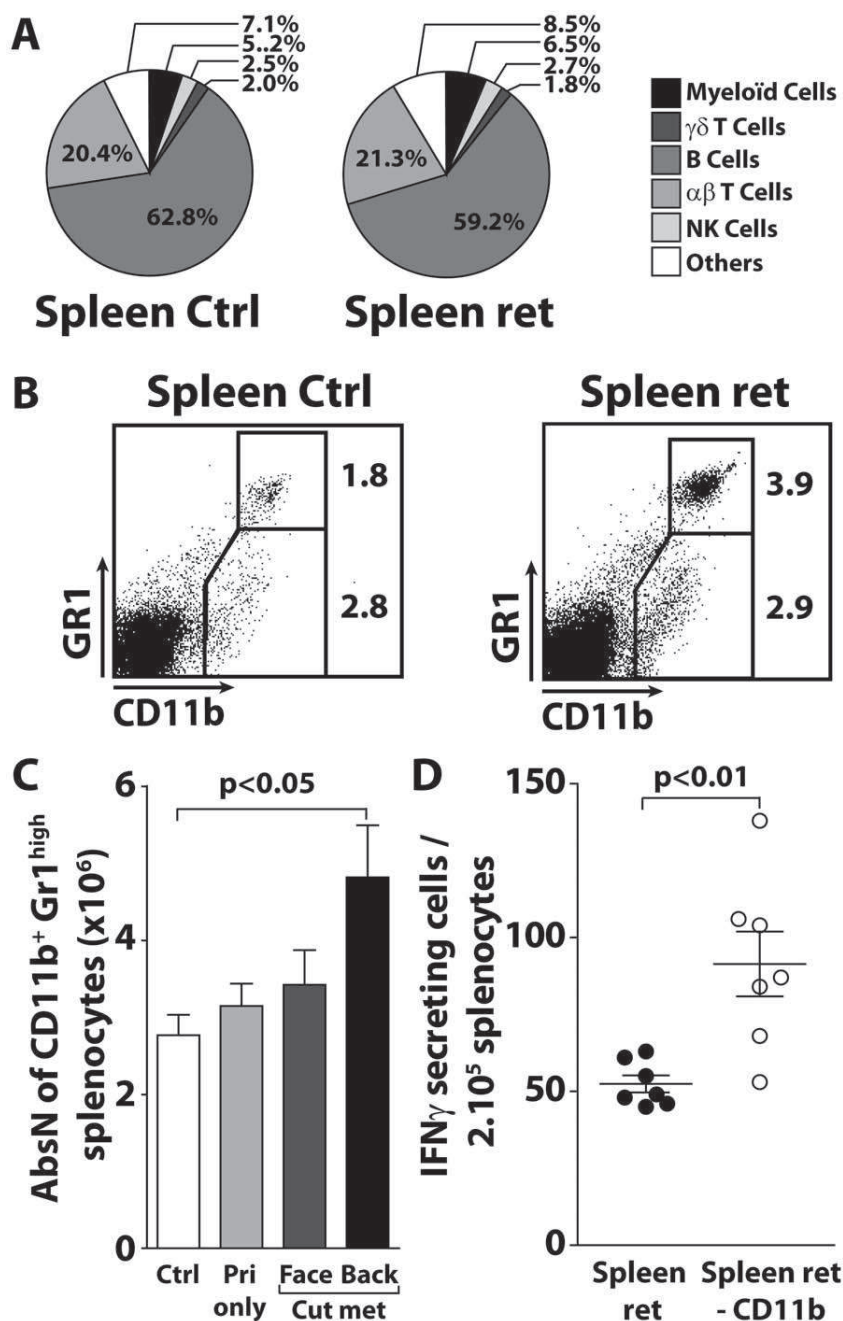 A
7.1%
5..2%
2.5%
2.0%
20.4%
62.8%
Spleen Ctrl
8.5%
6.5%
2.7%
1.8%
21.3%
59.2%
Spleen ret
Myeloïd Cells
γδ T Cells
B Cells
αβ T Cells
NK Cells
Others
B
Spleen Ctrl
1.8
2.8
GR1
CD11b
Spleen ret
3.9
2.9
GR1
CD11b
C
AbsN of CD11b⁺ Gr1ʰⁱᵍʰ
splenocytes (x10⁶)
6
4
2
0
p<0.05
Ctrl
Pri
only
Face Back
Cut met
D
IFNγ secreting cells /
2.10⁵ splenocytes
150
100
50
0
p<0.01
Spleen
ret
Spleen ret
- CD11b